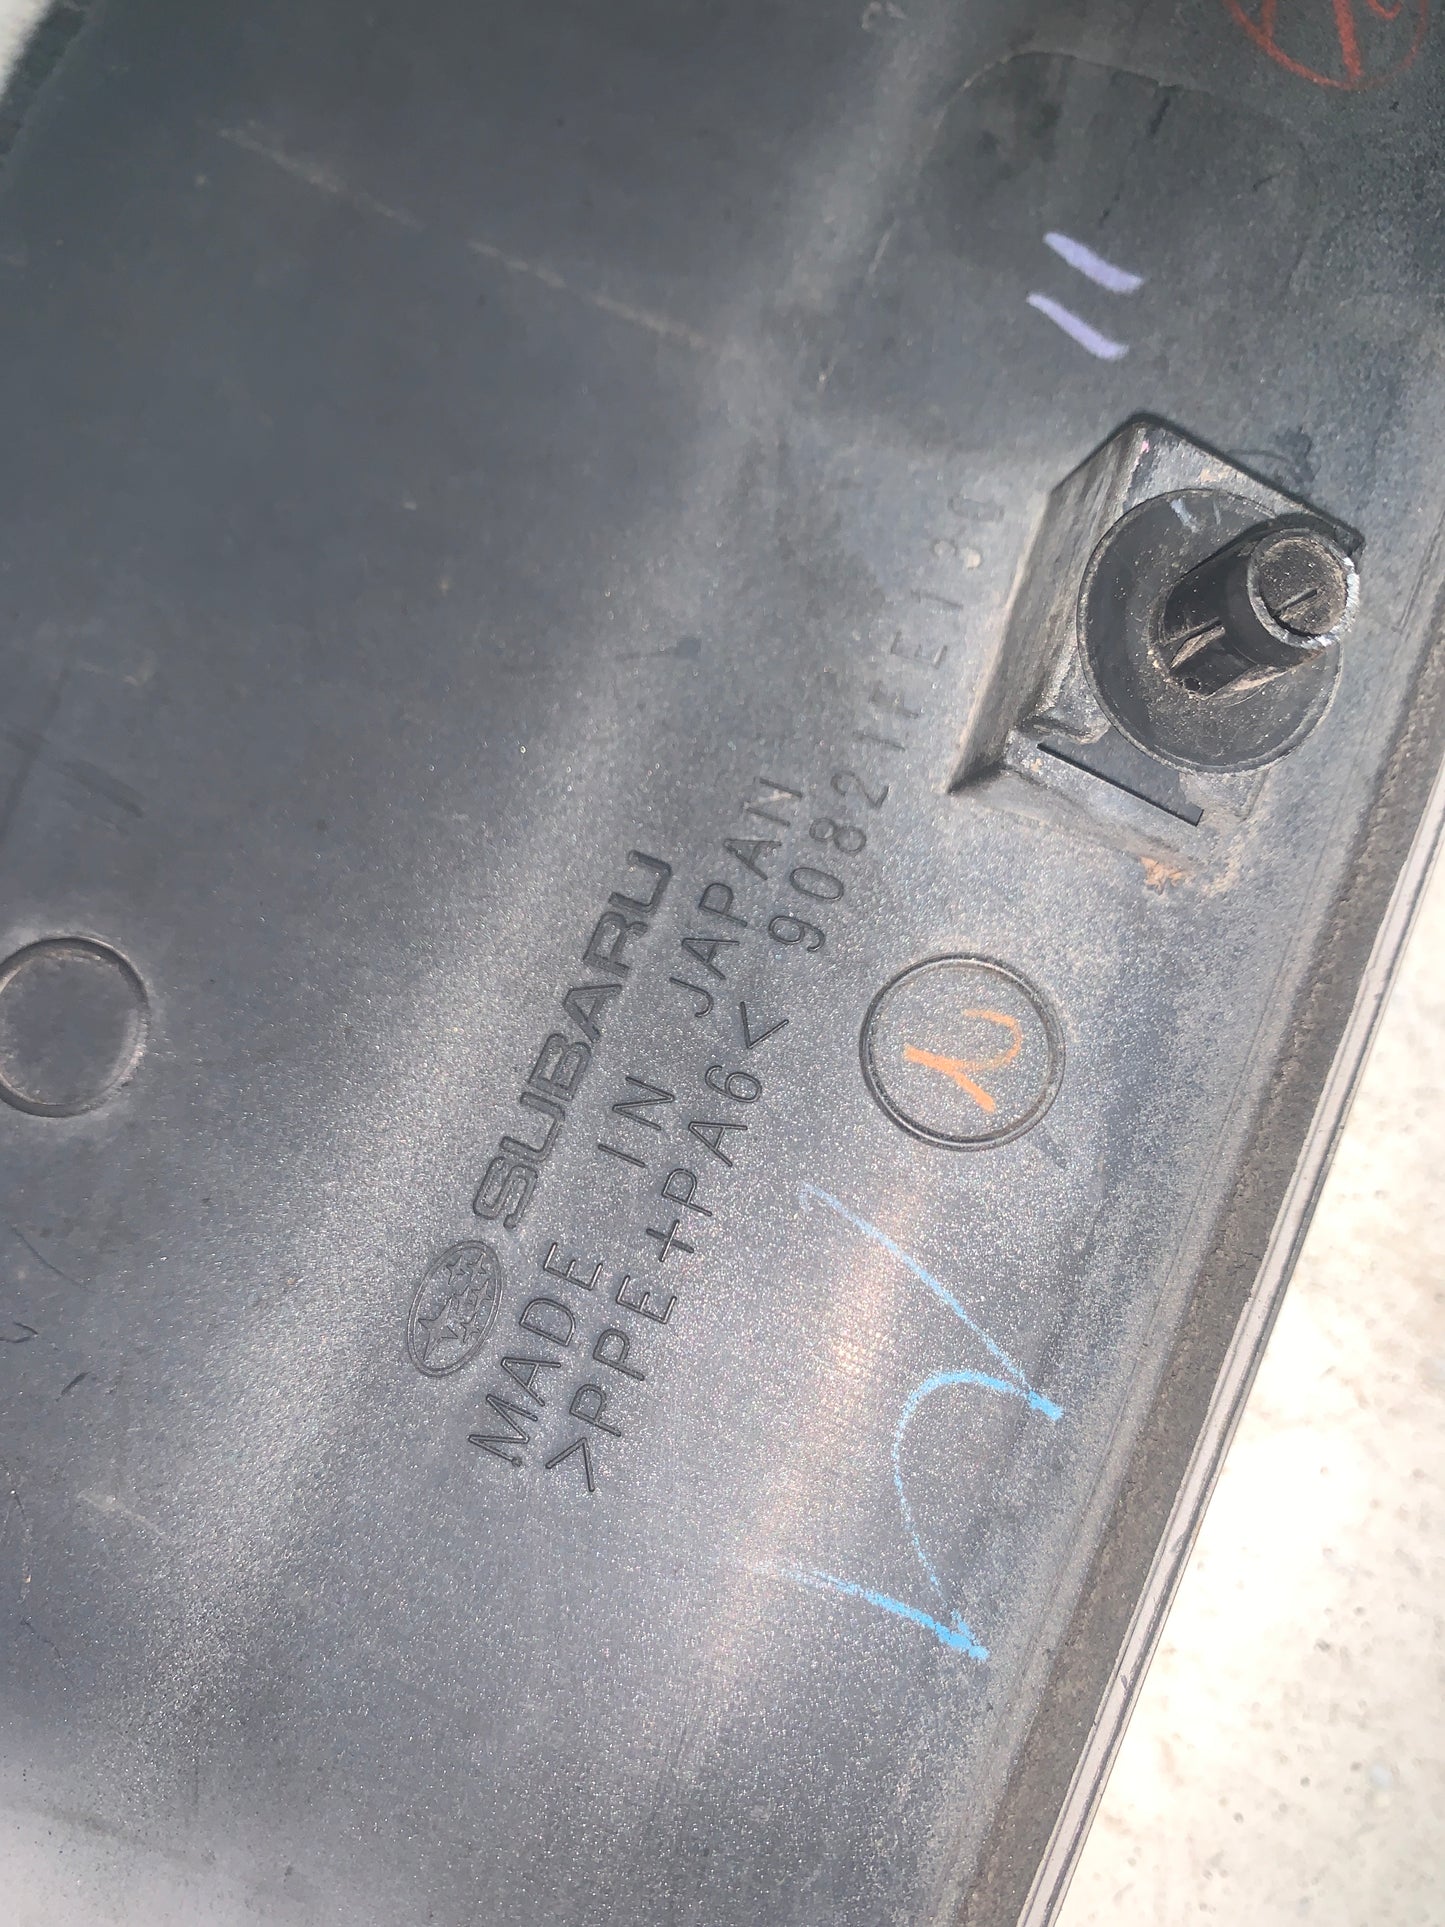 SUBARU
MADE IN JAPAN
>PPE+PA6<
90821FE130